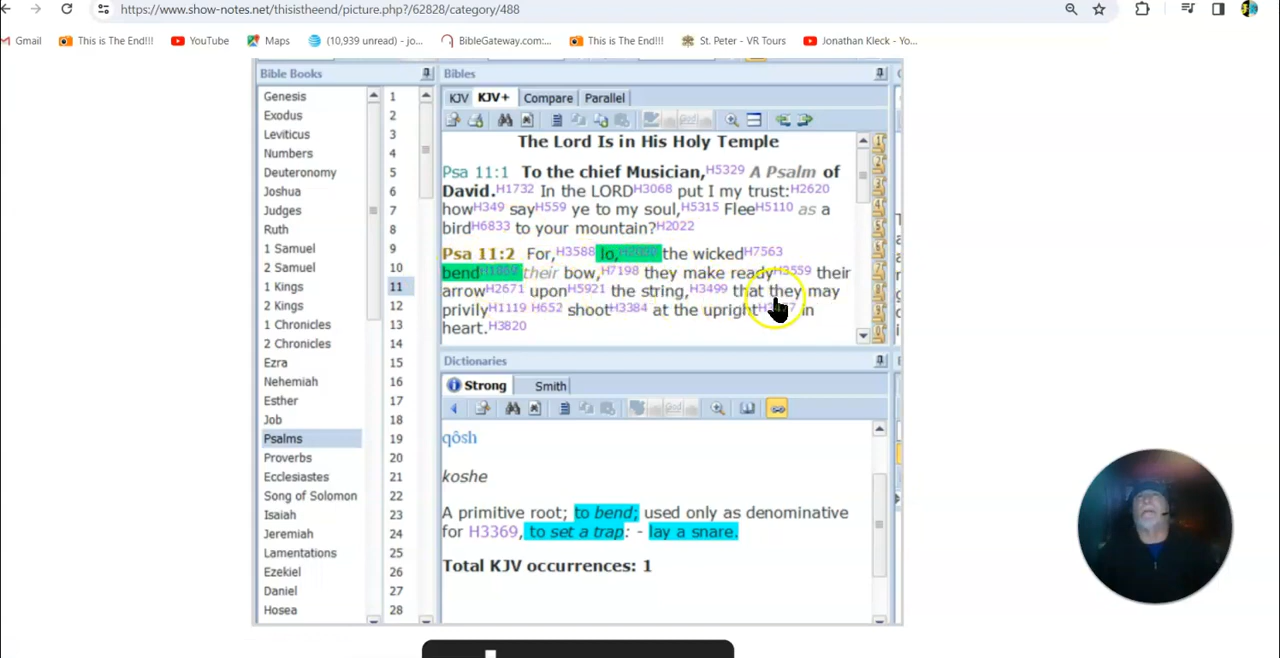 https://www.show-notes.net/thisistheend/picture.php?/62828/category/488
Gmail
This is The End!!!
YouTube
Maps
(10,939 unread) - jo...
BibleGateway.com:...
This is The End!!!
St. Peter - VR Tours
Jonathan Kleck - Yo...
Bible Books
Genesis
Exodus
Leviticus
Numbers
Deuteronomy
Joshua
Judges
Ruth
1 Samuel
2 Samuel
1 Kings
2 Kings
1 Chronicles
2 Chronicles
Ezra
Nehemiah
Esther
Job
Psalms
Proverbs
Ecclesiastes
Song of Solomon
Isaiah
Jeremiah
Lamentations
Ezekiel
Daniel
Hosea
1
2
3
4
5
6
7
8
9
10
11
12
13
14
15
16
17
18
19
20
21
22
23
24
25
26
27
28
Bibles
KJV KJV+ Compare Parallel
The Lord Is in His Holy Temple
Psa 11:1 To the chief Musician,H5329 A Psalm of
David.H1732 In the LORDH3068 put I my trust:H2620
howH349 sayH559 ye to my soul,H5315 FleeH5110 as a
birdH6833 to your mountain?H2022
Psa 11:2 For,H3588 lo, the wickedH7563
bend their bow,H7198 they make readyH3559 their
arrowH2671 uponH5921 the string,H3499 that they may
privilyH1119 H652 shootH3384 at the upright in
heart.H3820
Dictionaries
Strong Smith
qôsh
koshe
A primitive root; to bend; used only as denominative
for H3369, to set a trap: - lay a snare.
Total KJV occurrences: 1